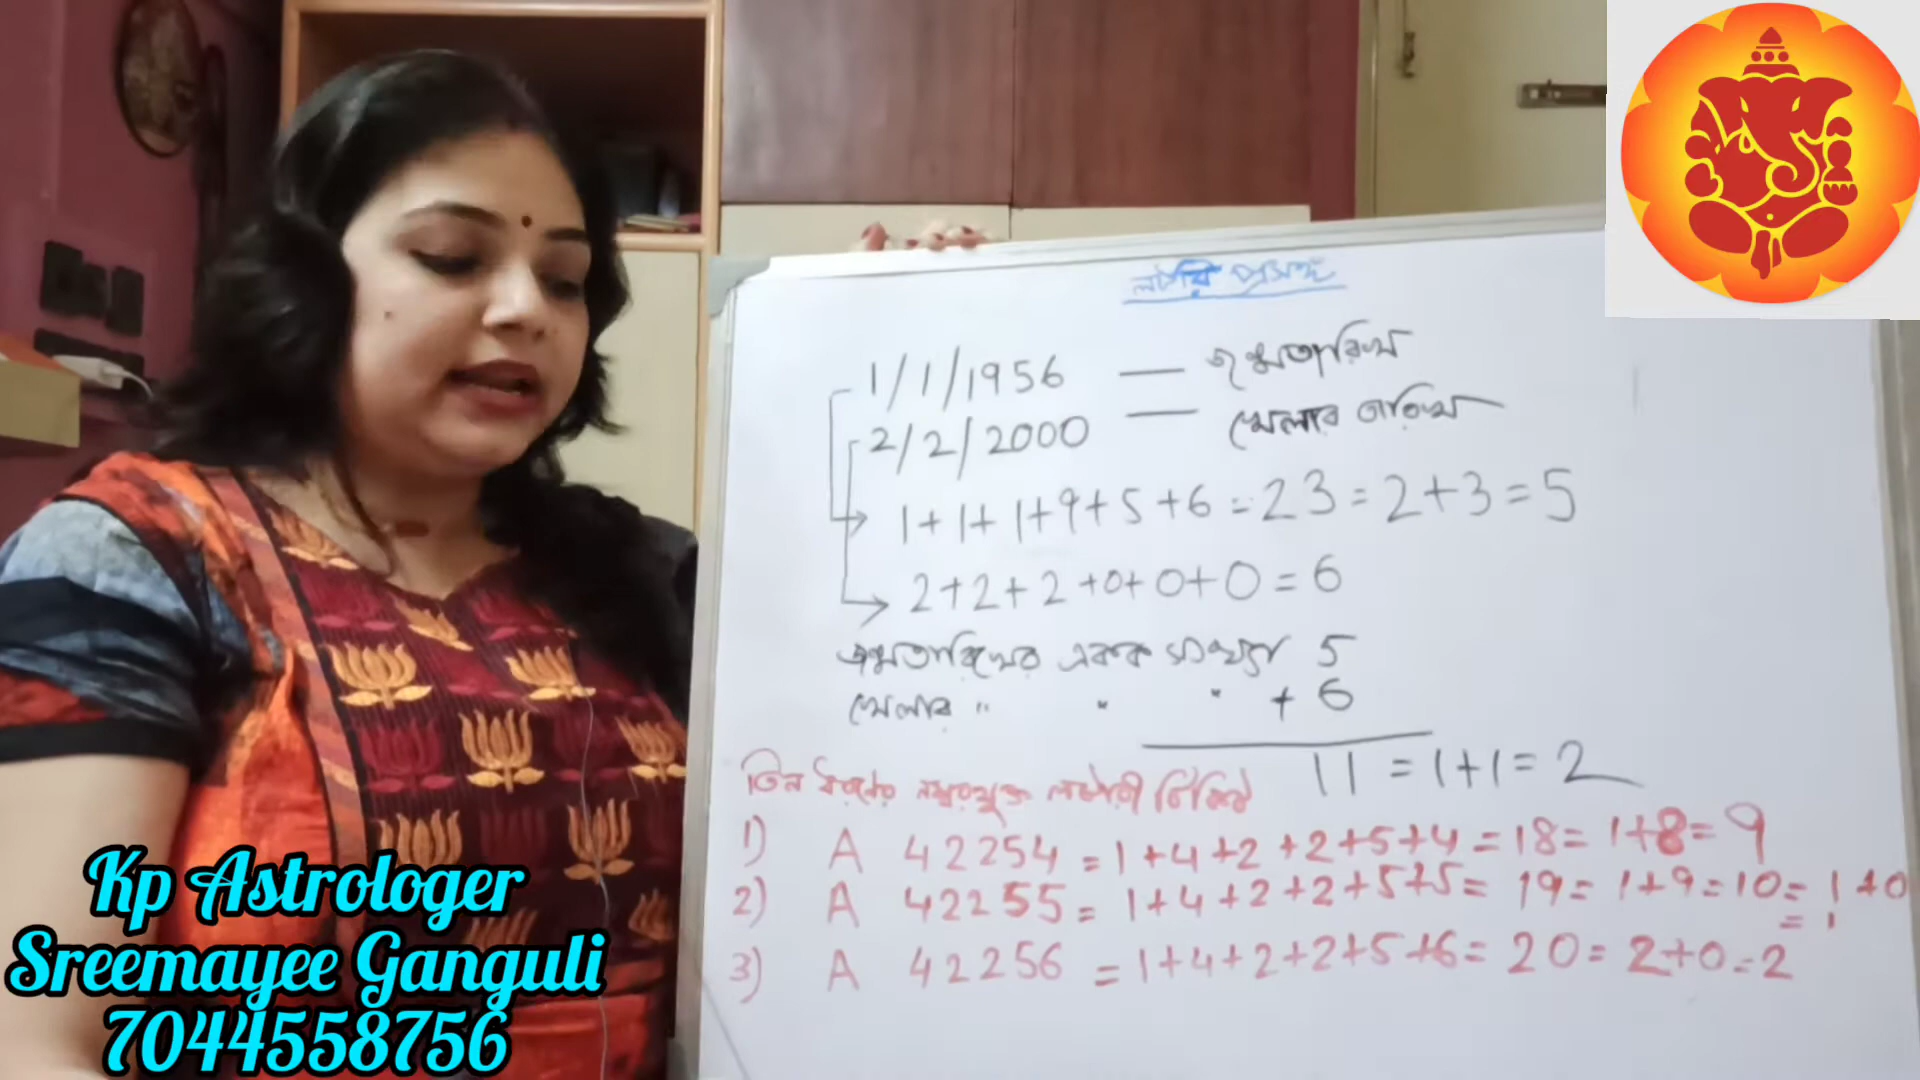 লটারি প্রসঙ্গ
1/1/1956 — জন্মতারিখ
2/2/2000 — খেলার তারিখ
1+1+1+9+5+6=23=2+3=5
2+2+2+0+0+0=6
জন্মতারিখের একক সংখ্যা 5
খেলার " " " +6
11=1+1=2
তিন ধরণের নম্বরযুক্ত লটারী টিকিট
1) A 42254=1+4+2+2+5+4=18=1+8=9
2) A 42255=1+4+2+2+5+5=19=1+9=10=1+0
=1
3) A 42256=1+4+2+2+5+6=20=2+0=2
Kp Astrologer
Sreemayee Ganguli
7044558756